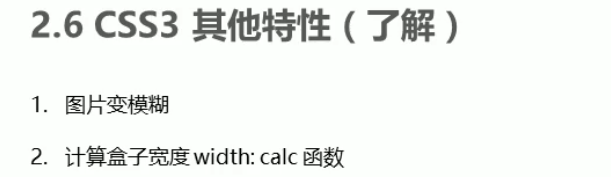 2.6 CSS3 其他特性（了解）
1. 图片变模糊
2. 计算盒子宽度 width: calc 函数